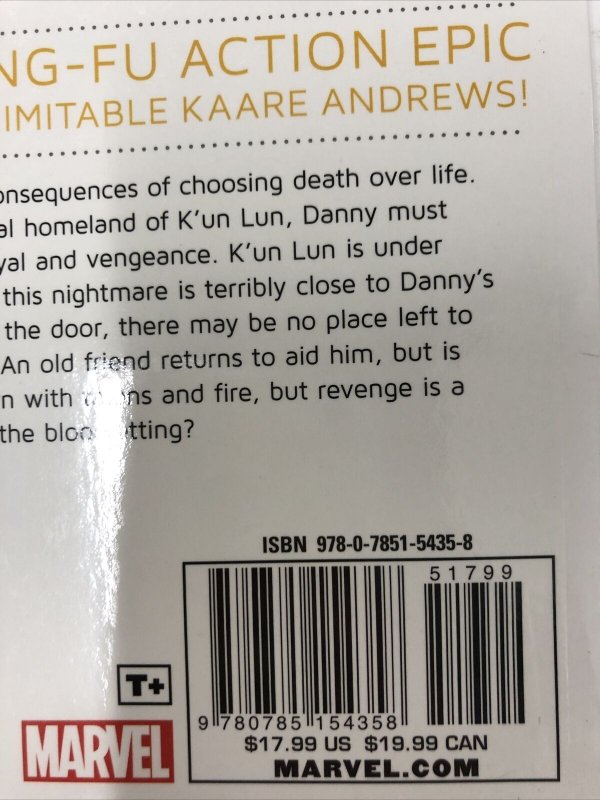 NG-FU ACTION EPIC
IMITABLE KAARE ANDREWS!
onsequences of choosing death over life.
al homeland of K'un Lun, Danny must
yal and vengeance. K'un Lun is under
this nightmare is terribly close to Danny's
the door, there may be no place left to
An old friend returns to aid him, but is
n with and fire, but revenge is a
the
ISBN 978-0-7851-5435-8
51799
9 780785 154358
T+
$17.99 US $19.99 CAN
MARVEL
MARVEL.COM